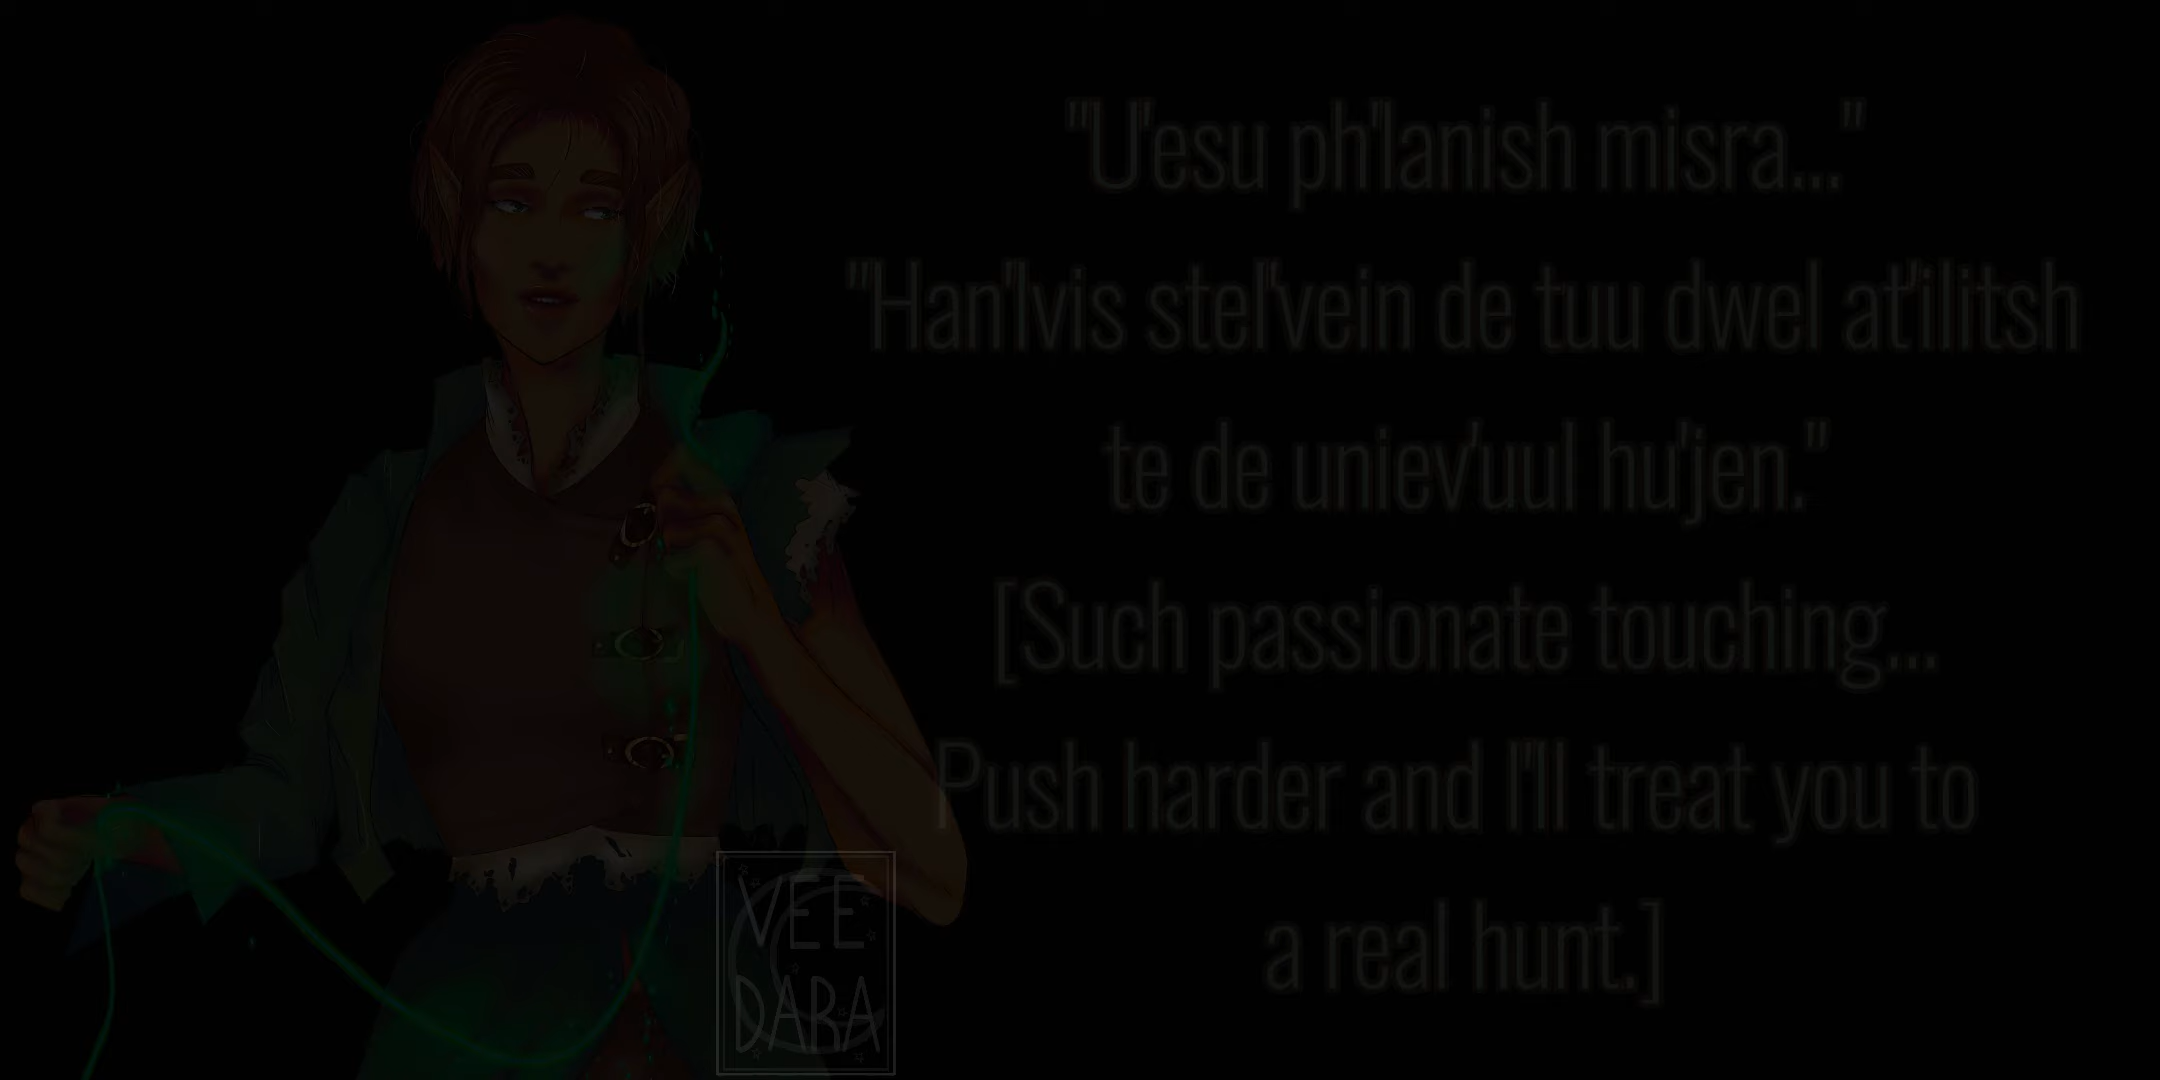 "U'esu ph'lanish misra..."
"Han'lvis stel'vein de tuu dwel at'ilitsh
te de uniev'uul hu'jen."
[Such passionate touching...
Push harder and I'll treat you to
a real hunt.]
VEE
DARA